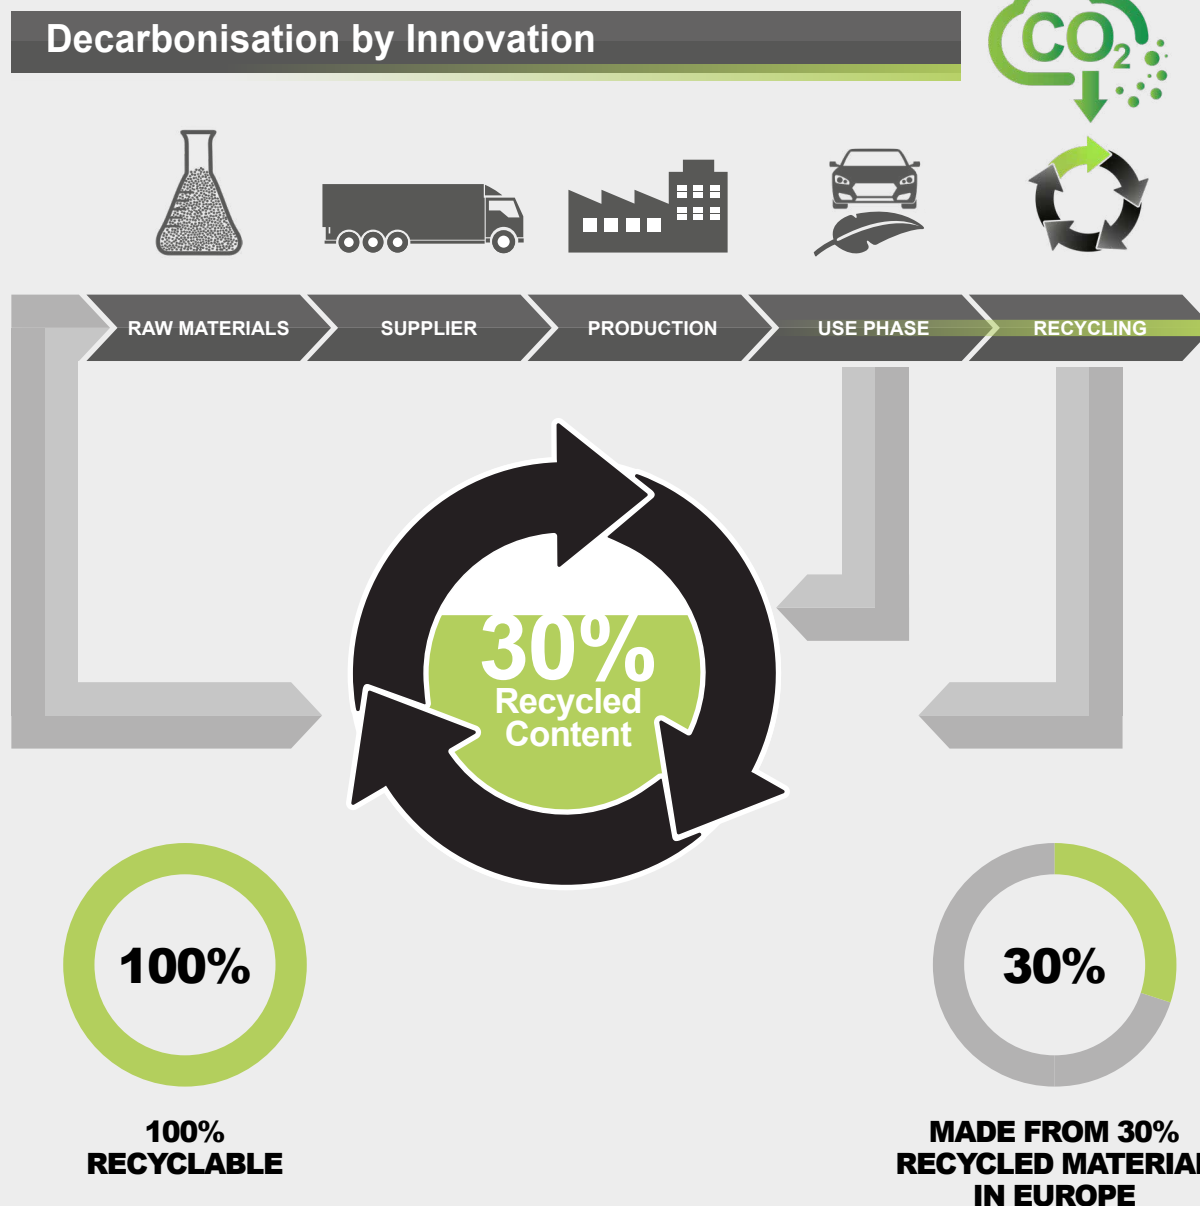 Decarbonisation by Innovation
CO₂
RAW MATERIALS
SUPPLIER
PRODUCTION
USE PHASE
RECYCLING
30%
Recycled
Content
100%
30%
100%
RECYCLABLE
MADE FROM 30%
RECYCLED MATERIAL
IN EUROPE